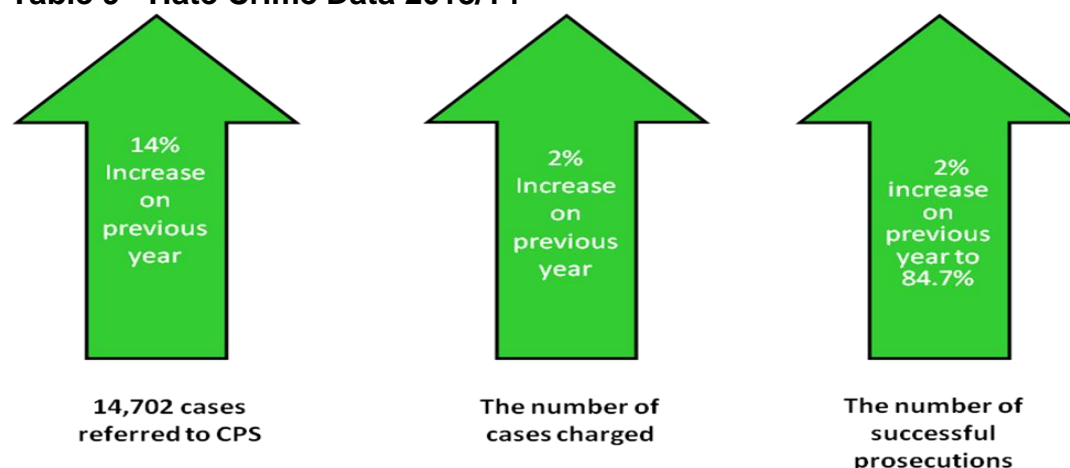 14%
Increase
on
previous
year
2%
Increase
on
previous
year
2%
increase
on
previous
year to
84.7%
14,702 cases
referred to CPS
The number of
cases charged
The number of
successful
prosecutions